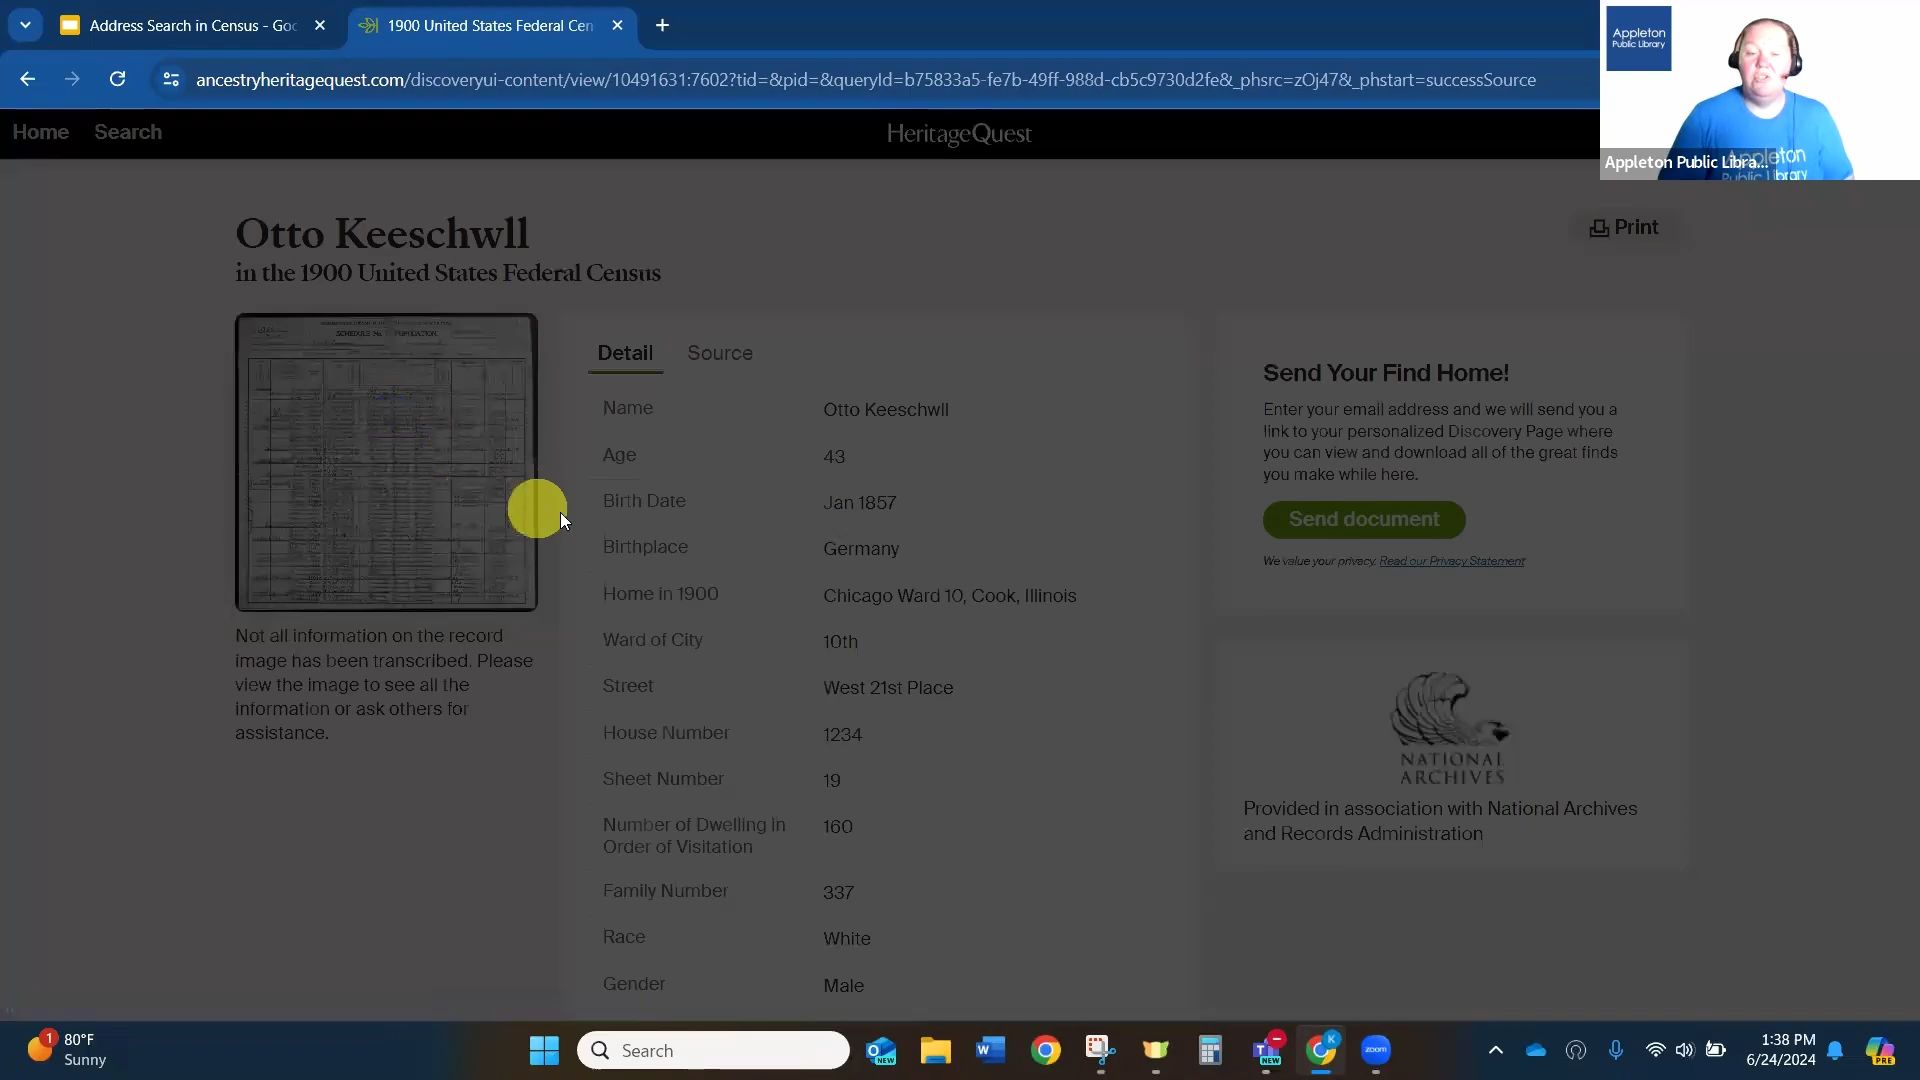 Address Search in Census - Goo
1900 United States Federal Cen
ancestryheritagequest.com/discoveryui-content/view/10491631:7602?tid=&pid=&queryId=b75833a5-fe7b-49ff-988d-cb5c9730d2fe&_phsrc=zOj47&_phstart=successSource
Appleton
Public Library
Appleton
Public Library
Appleton Public Libra...
Home
Search
HeritageQuest
Otto Keeschwll
in the 1900 United States Federal Census
Print
Not all information on the record
image has been transcribed. Please
view the image to see all the
information or ask others for
assistance.
Detail
Source
Name
Otto Keeschwll
Age
43
Birth Date
Jan 1857
Birthplace
Germany
Home in 1900
Chicago Ward 10, Cook, Illinois
Ward of City
10th
Street
West 21st Place
House Number
1234
Sheet Number
19
Number of Dwelling in
Order of Visitation
160
Family Number
337
Race
White
Gender
Male
Send Your Find Home!
Enter your email address and we will send you a
link to your personalized Discovery Page where
you can view and download all of the great finds
you make while here.
Send document
We value your privacy. Read our Privacy Statement
NATIONAL
ARCHIVES
Provided in association with National Archives
and Records Administration
1
80°F
Sunny
Search
NEW
NEW
K
zoom
1:38 PM
6/24/2024
PRE